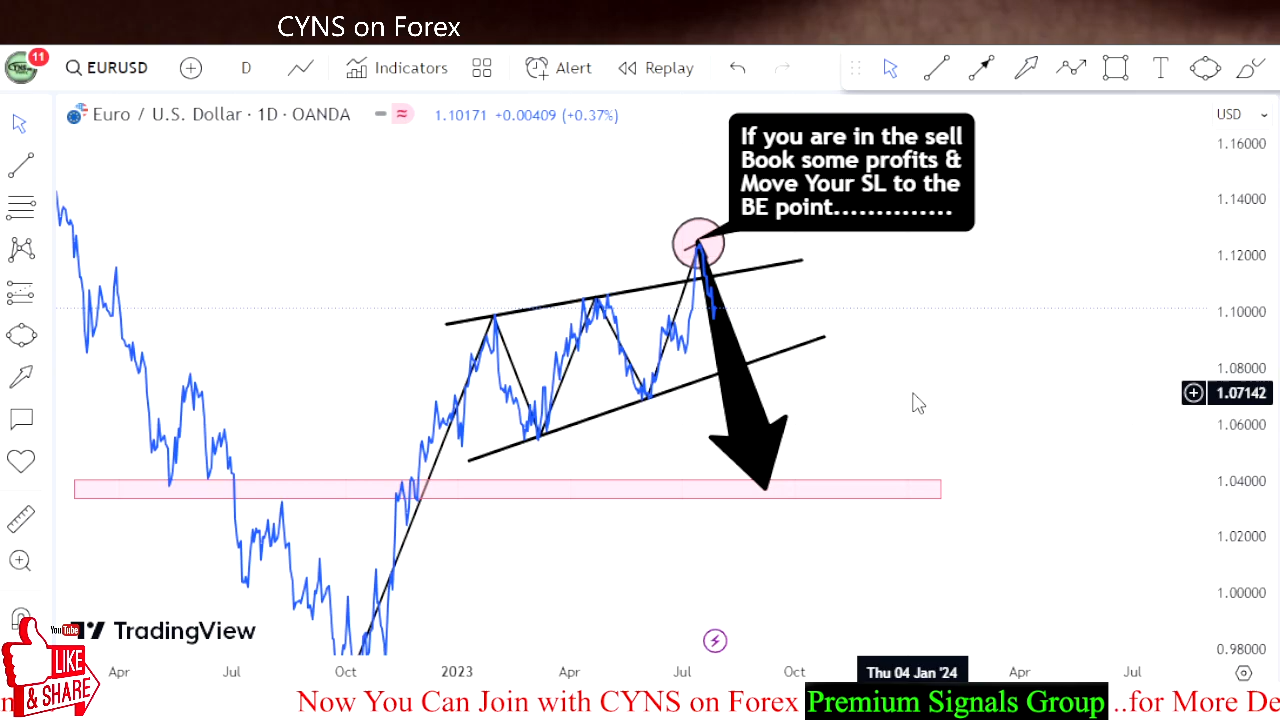 CYNS on Forex
11
EURUSD
D
Indicators
Alert
Replay
T
Euro / U.S. Dollar · 1D · OANDA
1.10171 +0.00409 (+0.37%)
USD
If you are in the sell
Book some profits &
Move Your SL to the
BE point..............
1.16000
1.14000
1.12000
1.10000
1.08000
1.07142
1.06000
1.04000
1.02000
1.00000
0.98000
TradingView
YouTube
LIKE
& SHARE
Apr
Jul
Oct
2023
Apr
Jul
Oct
Thu 04 Jan '24
Apr
Jul
Now You Can Join with CYNS on Forex Premium Signals Group ..for More De